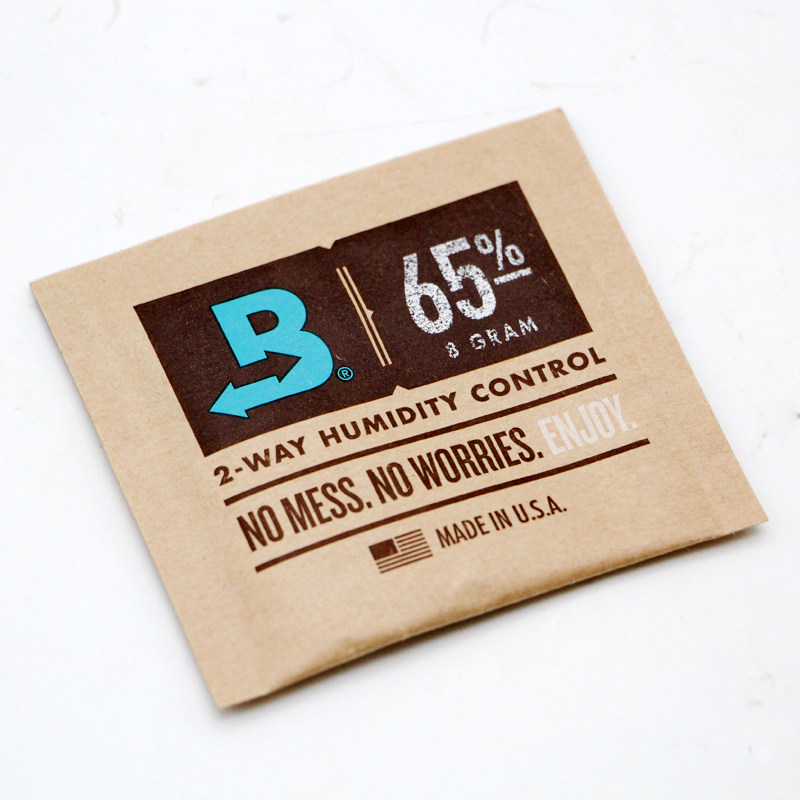 B®
65%
8 GRAM
2-WAY HUMIDITY CONTROL
NO MESS. NO WORRIES. ENJOY.
MADE IN U.S.A.